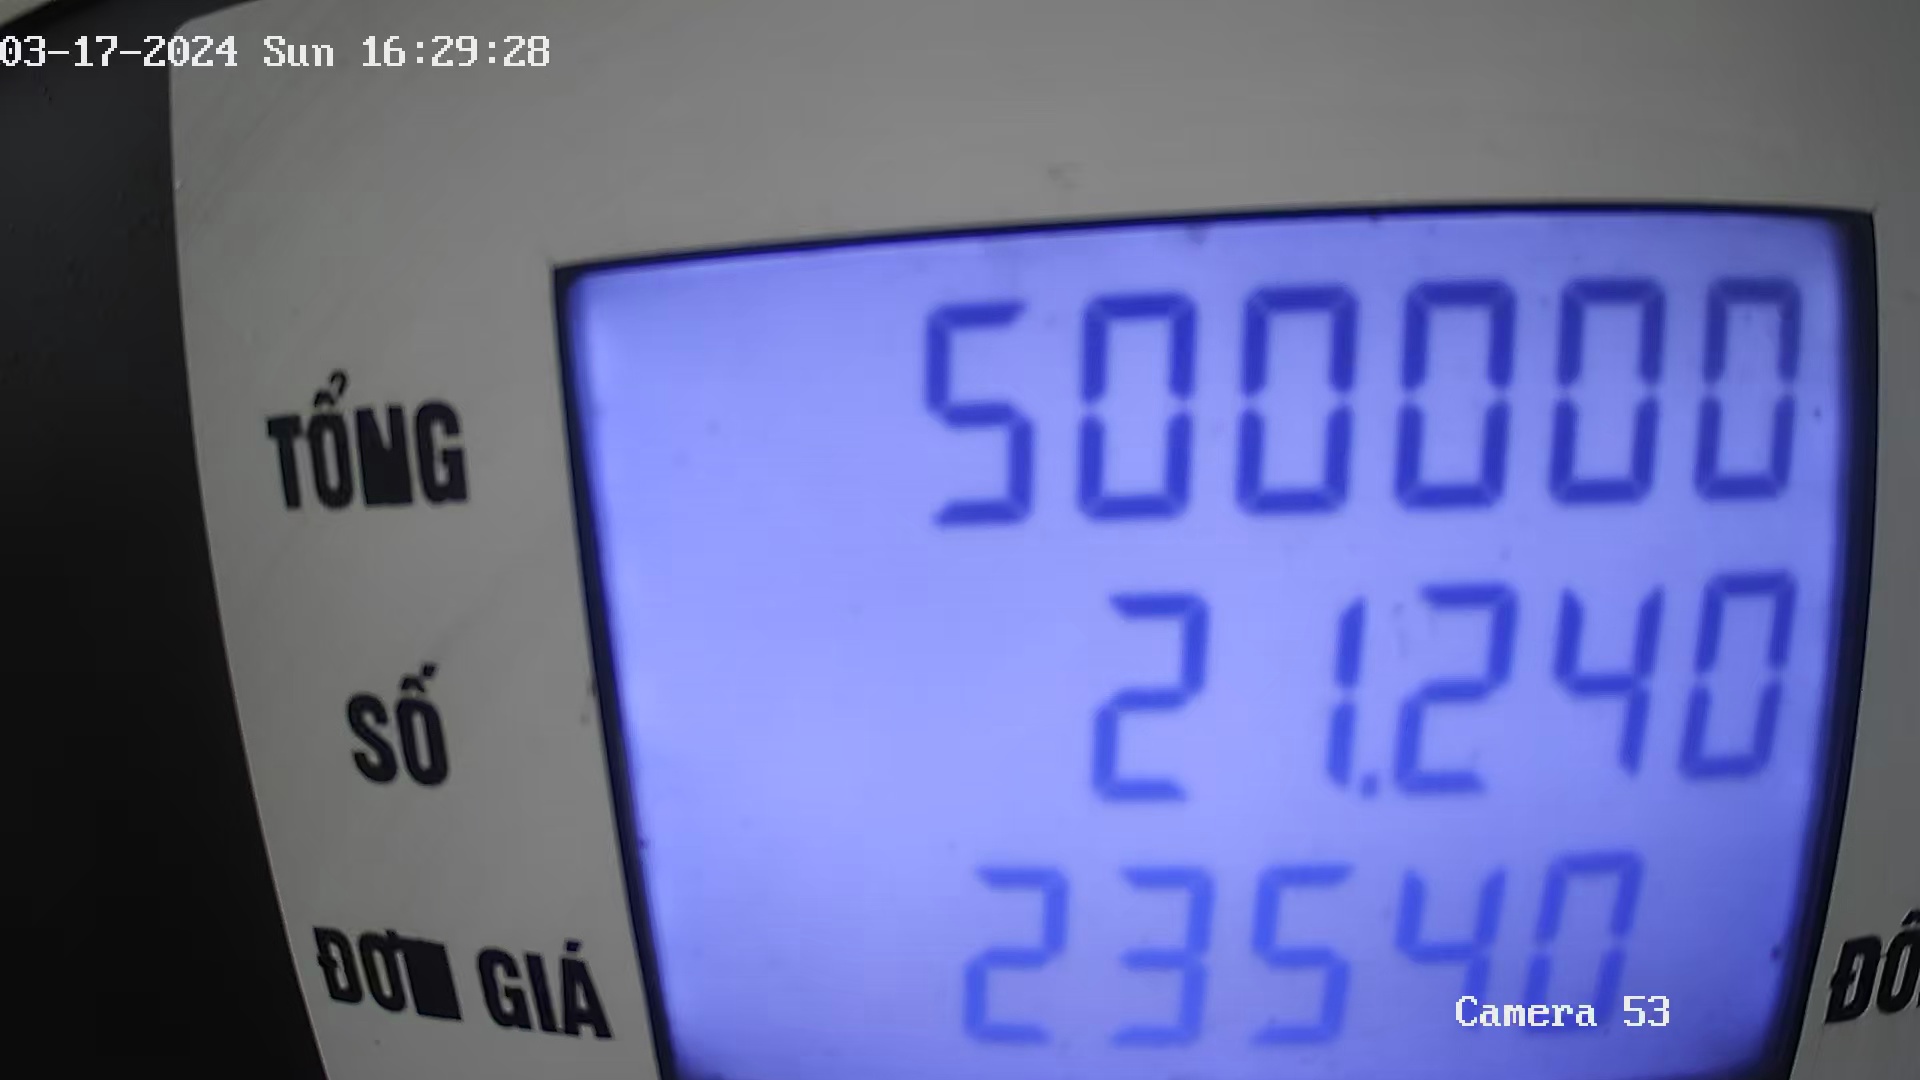 03-17-2024 Sun 16:29:28
TỔNG 500000
SỐ 21.240
ĐƠN GIÁ 23540
Camera 53